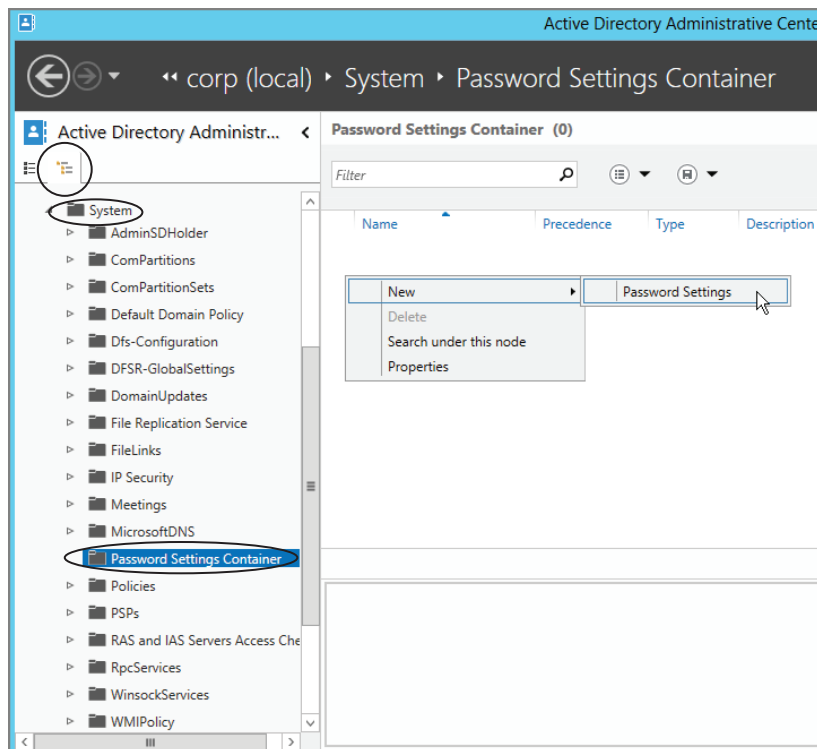 Active Directory Administrative Cente
corp (local) System Password Settings Container
Active Directory Administr...
Password Settings Container (0)
Filter
Name Precedence Type Description
System
AdminSDHolder
ComPartitions
ComPartitionSets
Default Domain Policy
Dfs-Configuration
DFSR-GlobalSettings
DomainUpdates
File Replication Service
FileLinks
IP Security
Meetings
MicrosoftDNS
Password Settings Container
Policies
PSPs
RAS and IAS Servers Access Che
RpcServices
WinsockServices
WMIPolicy
New
Delete
Search under this node
Properties
Password Settings